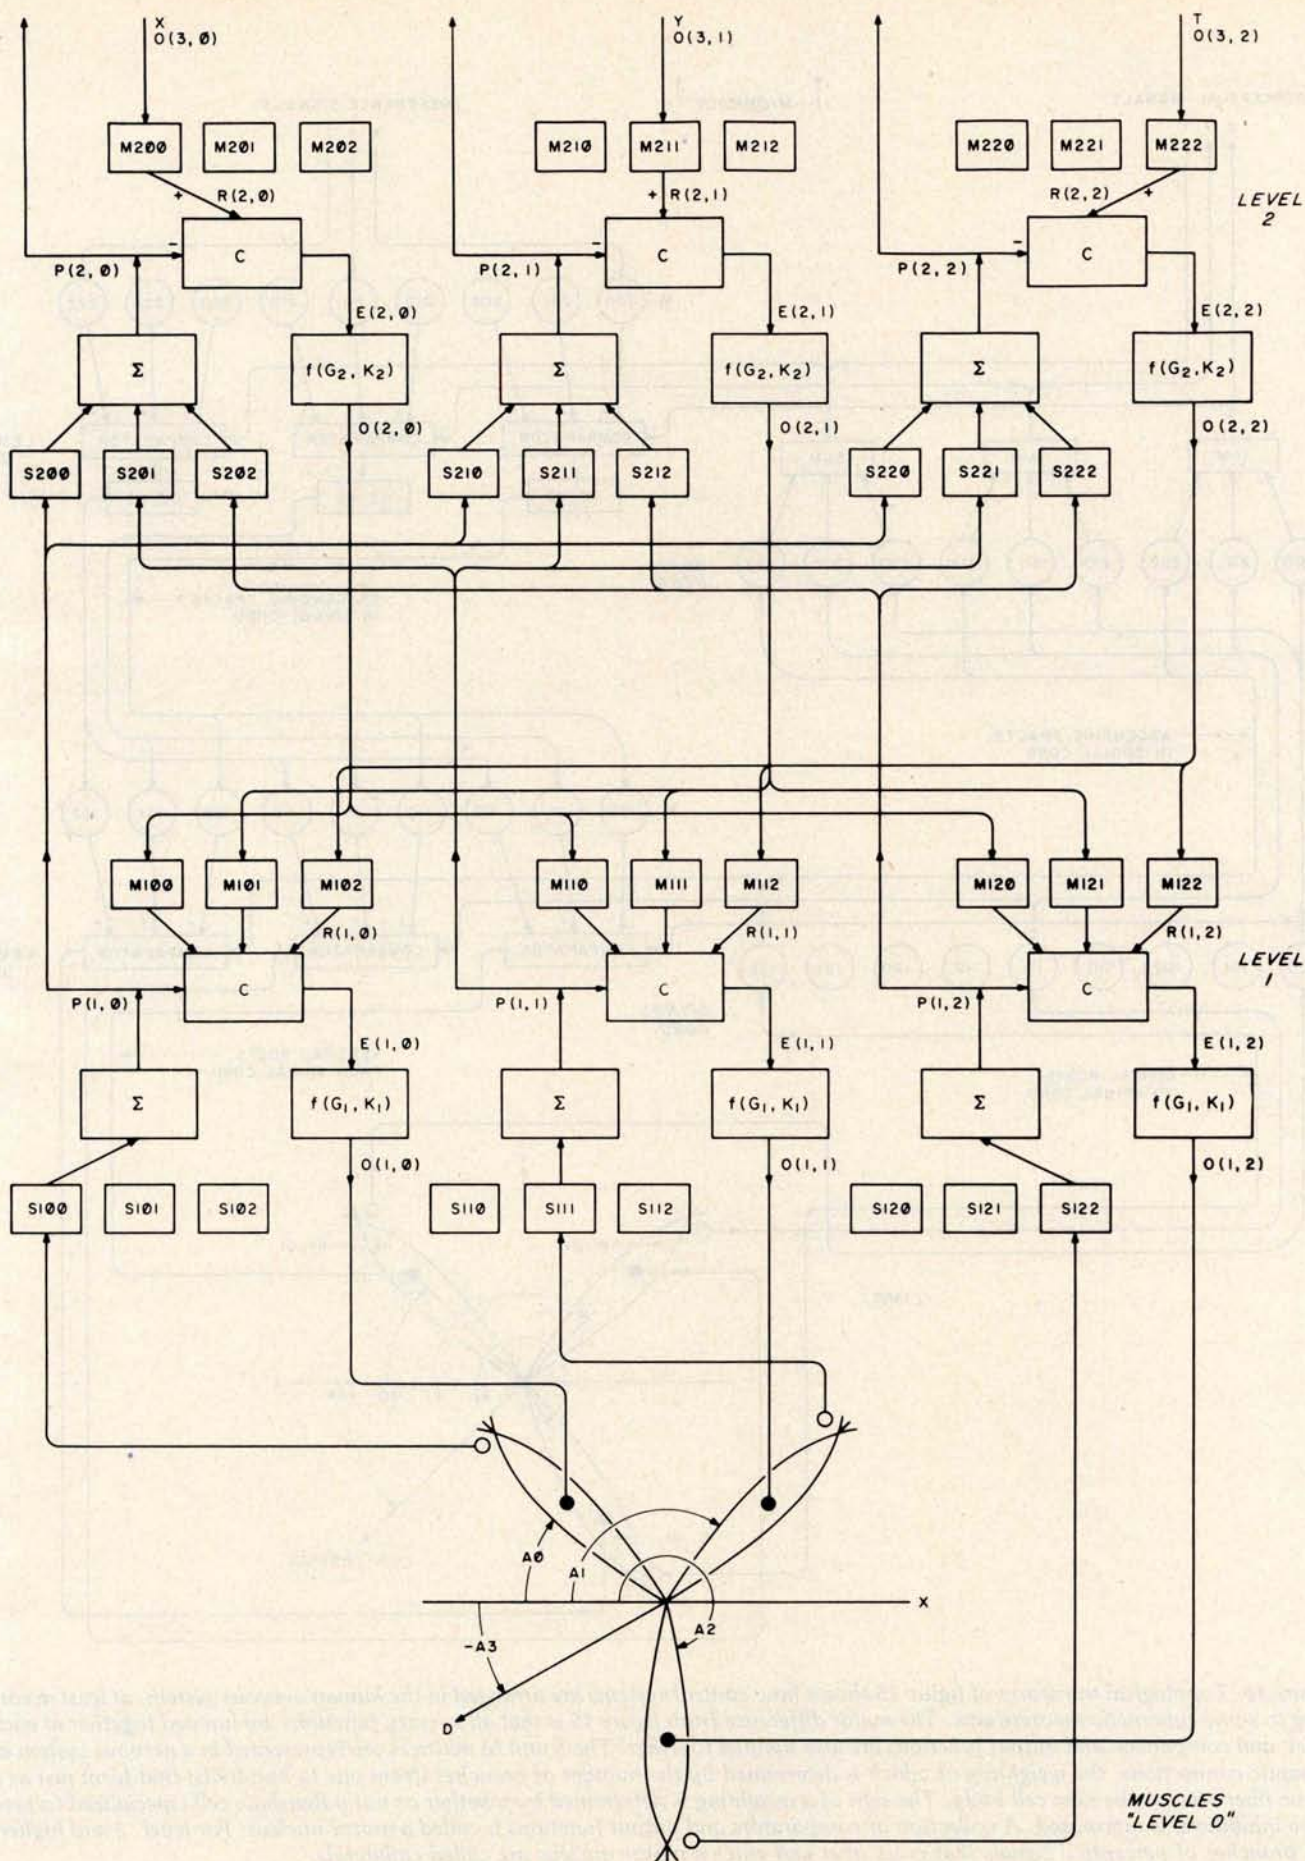 X
O(3,Ø)
Y
O(3,1)
T
O(3,2)
M2ØØ M2Ø1 M2Ø2 M21Ø M211 M212 M22Ø M221 M222
+ R(2,Ø) + R(2,1) R(2,2) +
LEVEL
2
- C - C - C
P(2,Ø) P(2,1) P(2,2)
E(2,Ø) E(2,1) E(2,2)
Σ f(G2,K2) Σ f(G2,K2) Σ f(G2,K2)
O(2,Ø) O(2,1) O(2,2)
S2ØØ S2Ø1 S2Ø2 S21Ø S211 S212 S22Ø S221 S222
M1ØØ M1Ø1 M1Ø2 M11Ø M111 M112 M12Ø M121 M122
R(1,Ø) R(1,1) R(1,2)
LEVEL
1
C C C
P(1,Ø) P(1,1) P(1,2)
E(1,Ø) E(1,1) E(1,2)
Σ f(G1,K1) Σ f(G1,K1) Σ f(G1,K1)
O(1,Ø) O(1,1) O(1,2)
S1ØØ S1Ø1 S1Ø2 S11Ø S111 S112 S12Ø S121 S122
AØ
A1
X
A2
-A3
D
MUSCLES
"LEVEL O"